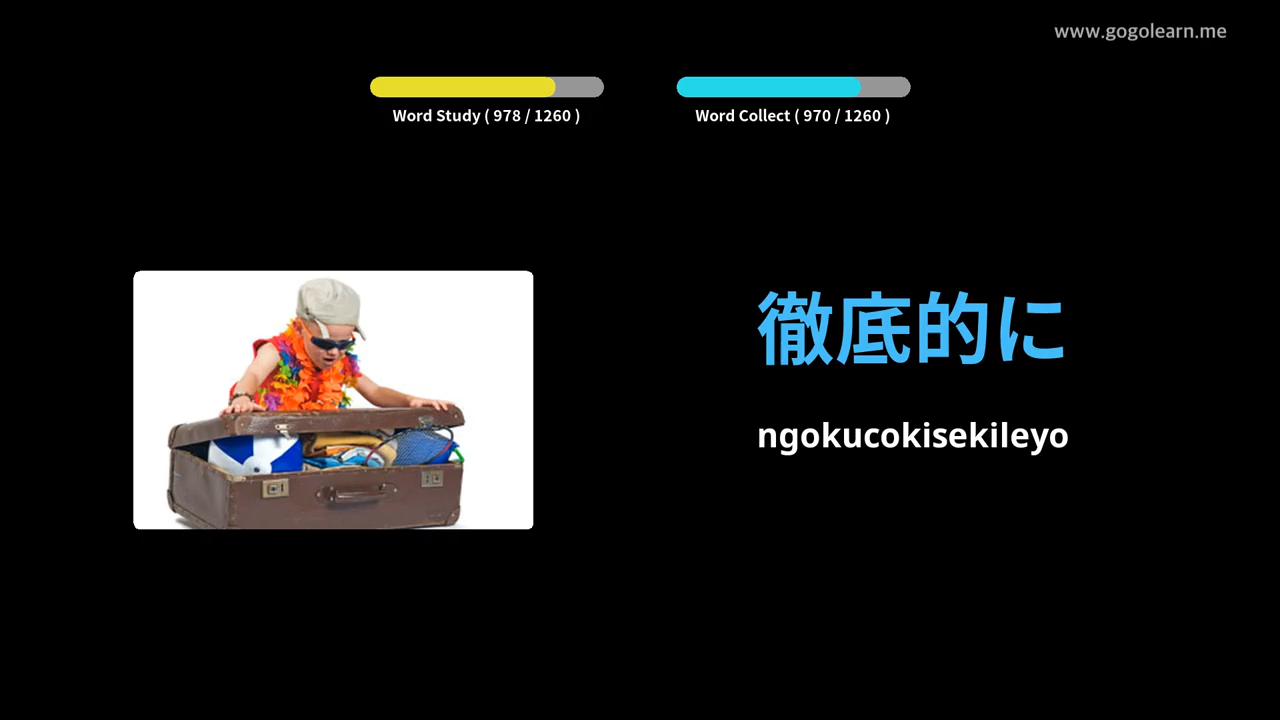 www.gogolearn.me
Word Study ( 978 / 1260 )
Word Collect ( 970 / 1260 )
徹底的に
ngokucokisekileyo